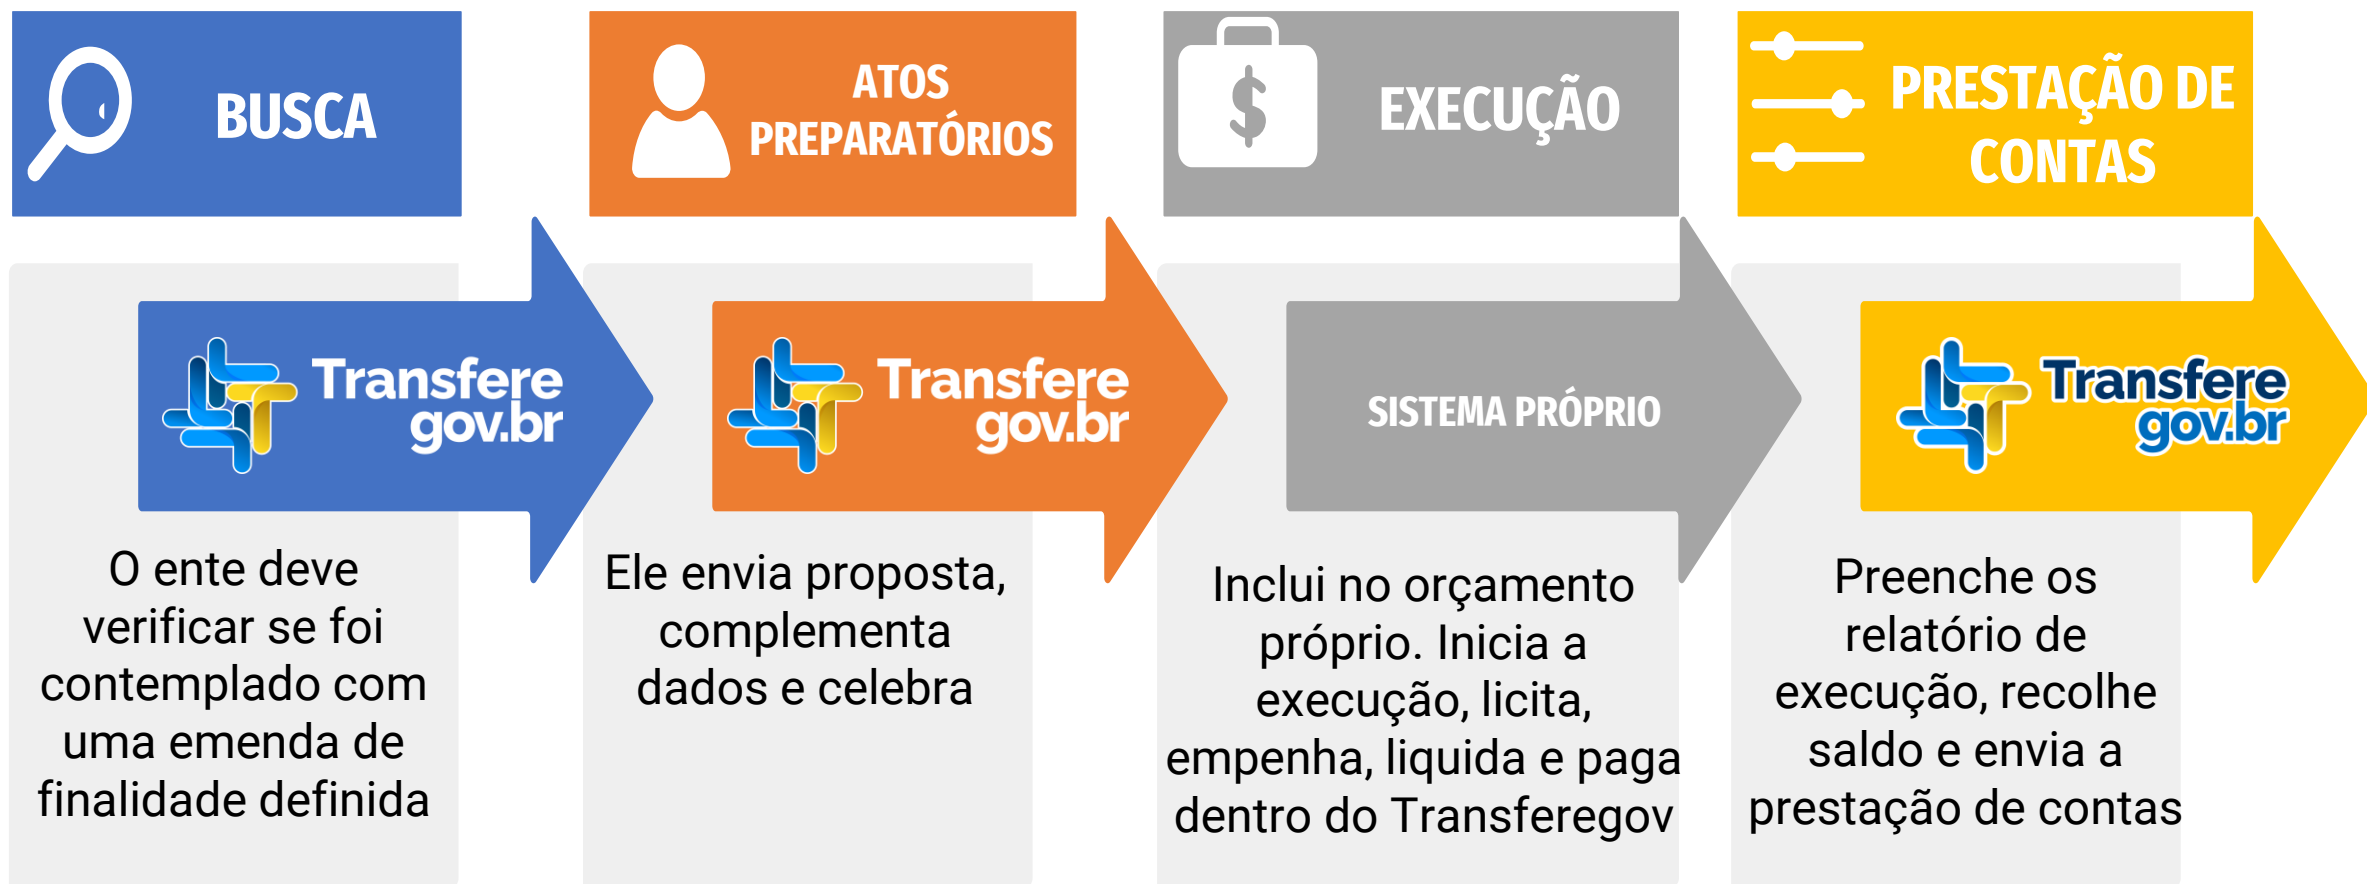 BUSCA
Transfere
gov.br
O ente deve
verificar se foi
contemplado com
uma emenda de
finalidade definida
ATOS
PREPARATÓRIOS
Transfere
gov.br
Ele envia proposta,
complementa
dados e celebra
EXECUÇÃO
SISTEMA PRÓPRIO
Inclui no orçamento
próprio. Inicia a
execução, licita,
empenha, liquida e paga
dentro do Transferegov
PRESTAÇÃO DE
CONTAS
Transfere
gov.br
Preenche os
relatório de
execução, recolhe
saldo e envia a
prestação de contas